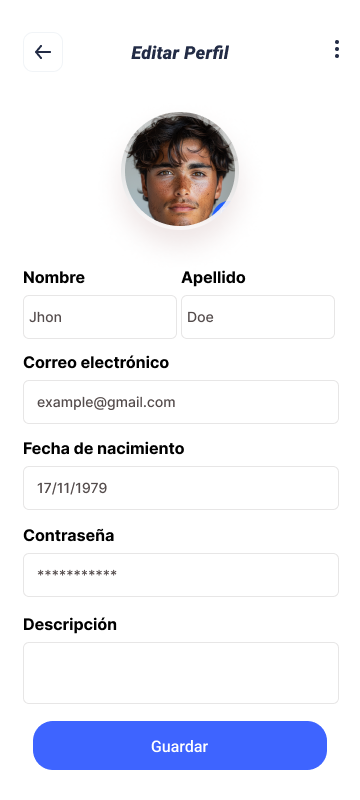 Editar Perfil
Nombre Apellido
Jhon Doe
Correo electrónico
example@gmail.com
Fecha de nacimiento
17/11/1979
Contraseña
***********
Descripción
Guardar